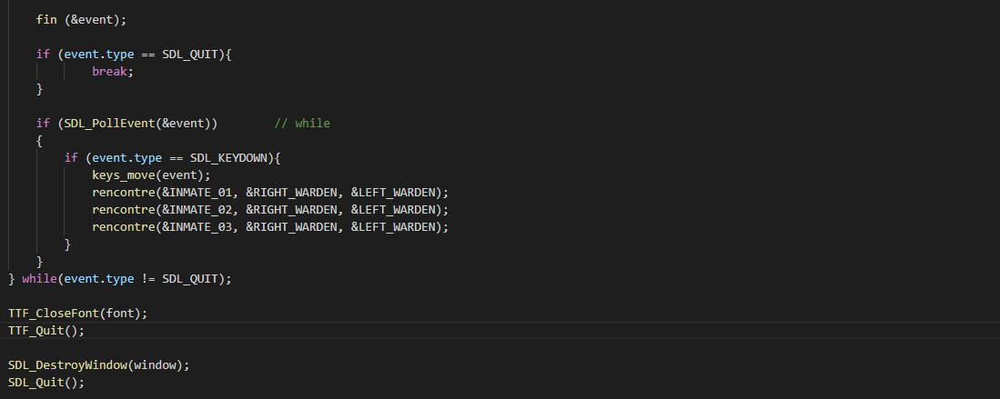 fin (&event);
if (event.type == SDL_QUIT){
break;
}
if (SDL_PollEvent(&event)) // while
{
if (event.type == SDL_KEYDOWN){
keys_move(event);
rencontre(&INMATE_01, &RIGHT_WARDEN, &LEFT_WARDEN);
rencontre(&INMATE_02, &RIGHT_WARDEN, &LEFT_WARDEN);
rencontre(&INMATE_03, &RIGHT_WARDEN, &LEFT_WARDEN);
}
}
} while(event.type != SDL_QUIT);
TTF_CloseFont(font);
TTF_Quit();
SDL_DestroyWindow(window);
SDL_Quit();